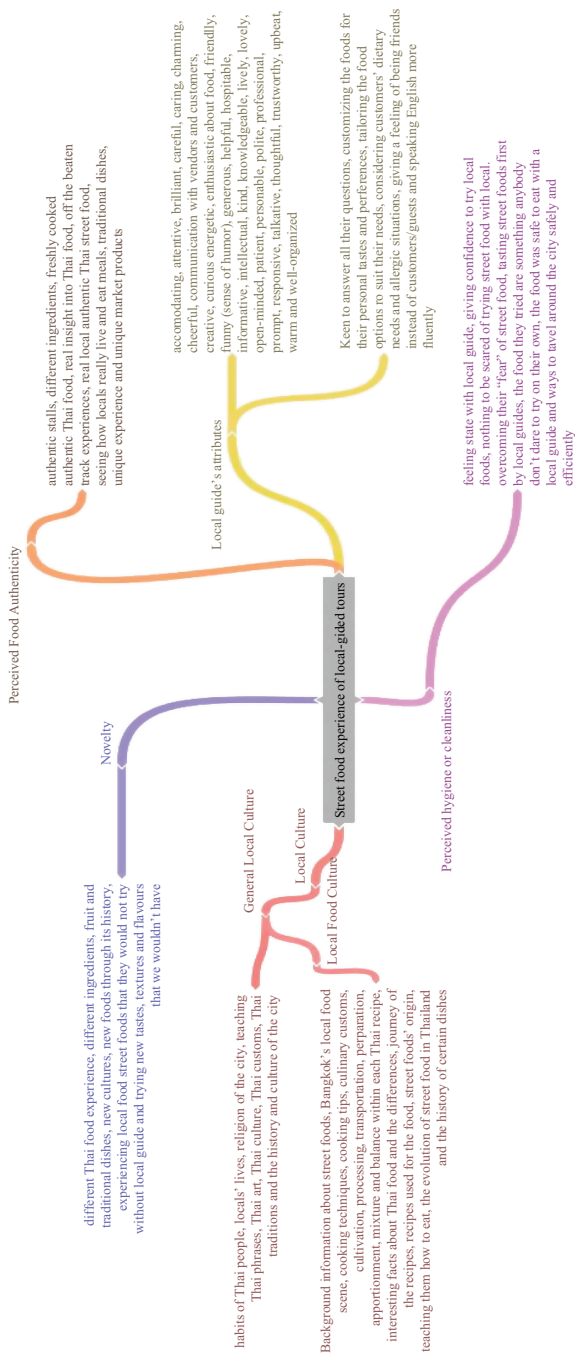 Perceived Food Authenticity
authentic stalls, different ingredients, freshly cooked
authentic Thai food, real insight into Thai food, off the beaten
track experiences, real local authentic Thai street food,
seeing how locals really live and eat meals, traditional dishes,
unique experience and unique market products
Local guide's attributes
accomodating, attentive, brilliant, careful, caring, charming,
cheerful, communication with vendors and customers,
creative, curious energetic, enthusiastic about food, friendlly,
funny (sense of humor), generous, helpful, hospitable,
informative, intellectual, kind, knowledgeable, lively, lovely,
open-minded, patient, personable, polite, professional,
prompt, responsive, talkative, thoughtful, trustworthy, upbeat,
warm and well-organized
Keen to answer all their questions, customizing the foods for
their personal tastes and perferences, tailoring the food
options ro suit their needs, considering customers' dietary
needs and allergic situations, giving a feeling of being friends
instead of customers/guests and speaking English more
fluently
Novelty
different Thai food experience, different ingredients, fruit and
traditional dishes, new cultures, new foods through its history,
experiencing local food street foods that they would not try
without local guide and trying new tastes, textures and flavours
that we wouldn't have
Street food experience of local-gided tours
Local Culture
General Local Culture
habits of Thai people, locals' lives, religion of the city, teaching
Thai phrases, Thai art, Thai culture, Thai customs, Thai
traditions and the history and culture of the city
Local Food Culture
Background information about street foods, Bangkok's local food
scene, cooking techniques, cooking tips, culinary customs,
cultivation, processing, transportation, perparation,
apportionment, mixture and balance within each Thai recipe,
interesting facts about Thai food and the differences, journey of
the recipes, recipes used for the food, street foods' origin,
teaching them how to eat, the evolution of street food in Thailand
and the history of certain dishes
Perceived hygiene or cleanliness
feeling state with local guide, giving confidence to try local
foods, nothing to be scared of trying street food with local.
overcoming their "fear" of street food, tasting street foods first
by local guides, the food they tried are something anybody
don't dare to try on their own, the food was safe to eat with a
local guide and ways to tavel around the city safely and
efficiently